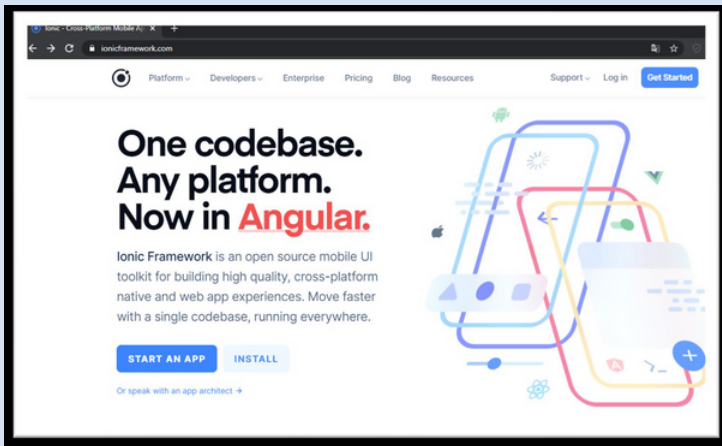 Ionic - Cross-Platform Mobile Ap
ionicframework.com
Platform Developers Enterprise Pricing Blog Resources Support Log in Get Started
One codebase.
Any platform.
Now in Angular.
Ionic Framework is an open source mobile UI
toolkit for building high quality, cross-platform
native and web app experiences. Move faster
with a single codebase, running everywhere.
START AN APP INSTALL
Or speak with an app architect →